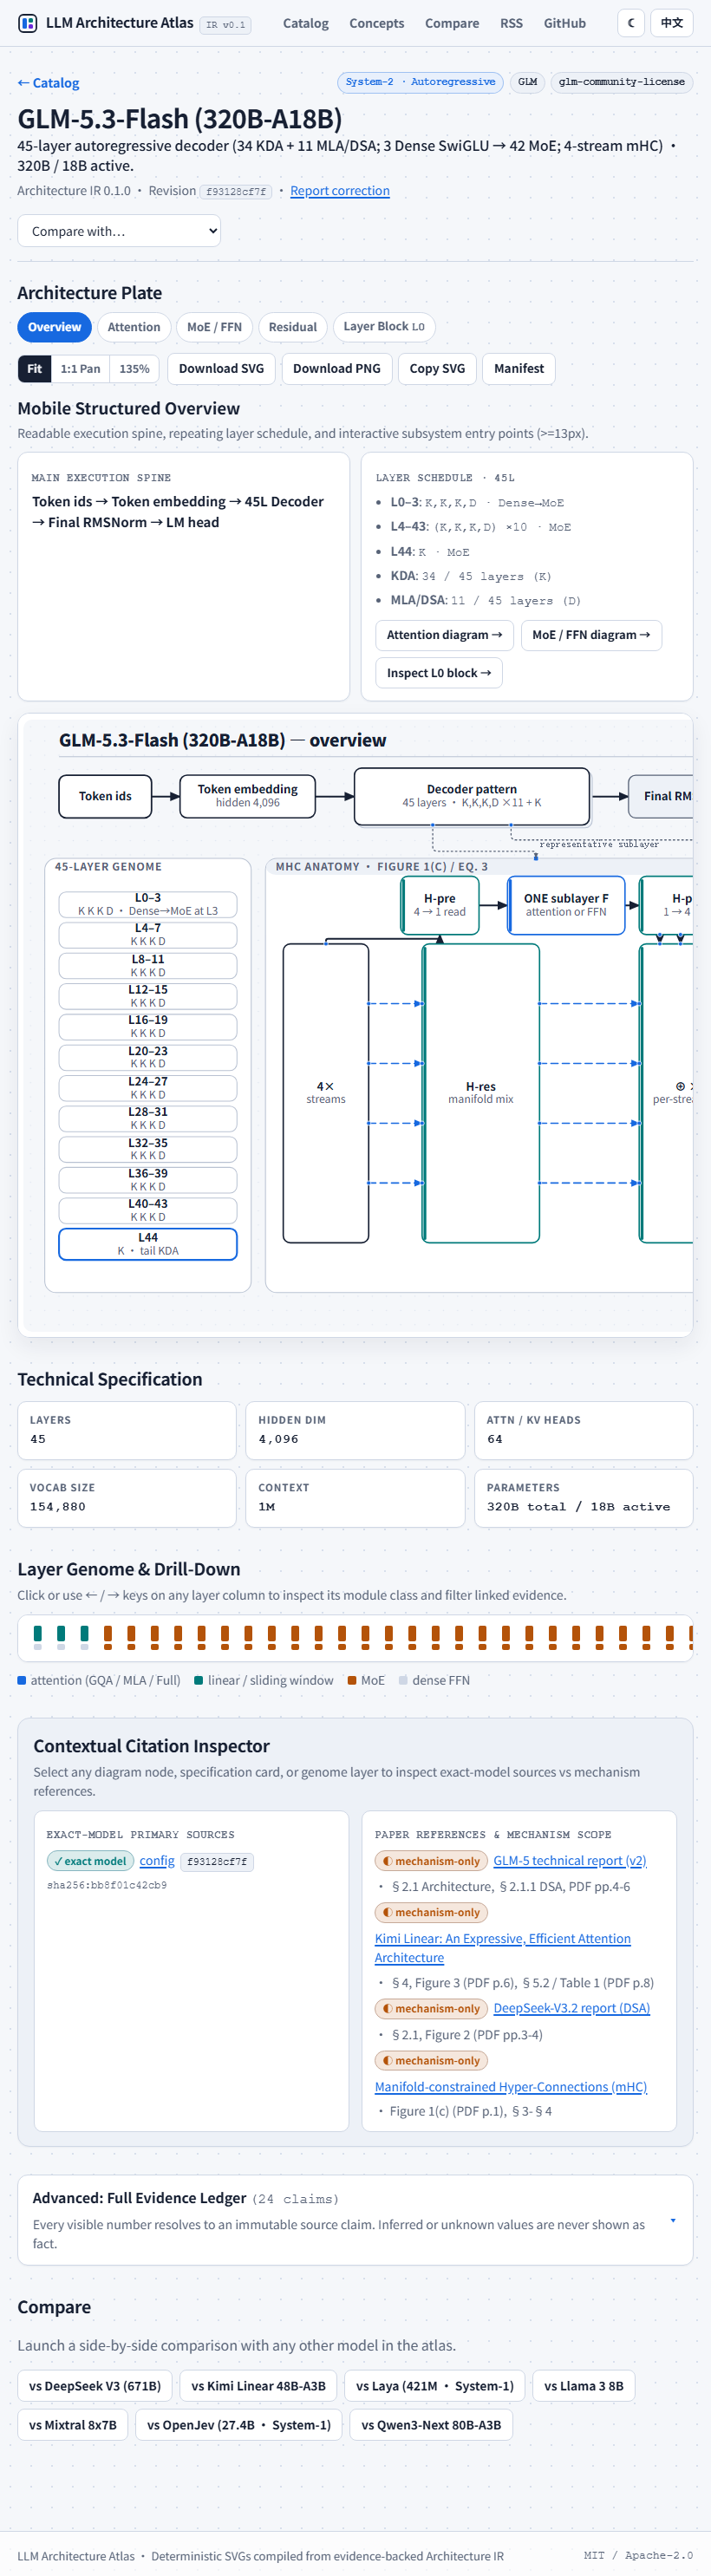 LLM Architecture Atlas IR v0.1 Catalog Concepts Compare RSS GitHub ☾ 中文
← Catalog System-2 · Autoregressive GLM glm-community-license
GLM-5.3-Flash (320B-A18B)
45-layer autoregressive decoder (34 KDA + 11 MLA/DSA; 3 Dense SwiGLU → 42 MoE; 4-stream mHC) •
320B / 18B active.
Architecture IR 0.1.0 • Revision f93128cf7f • Report correction
Compare with…
Architecture Plate
Overview Attention MoE / FFN Residual Layer Block L0
Fit 1:1 Pan 135% Download SVG Download PNG Copy SVG Manifest
Mobile Structured Overview
Readable execution spine, repeating layer schedule, and interactive subsystem entry points (>=13px).
MAIN EXECUTION SPINE
Token ids → Token embedding → 45L Decoder
→ Final RMSNorm → LM head
LAYER SCHEDULE · 45L
• L0–3: K,K,K,D · Dense→MoE
• L4–43: (K,K,K,D) ×10 · MoE
• L44: K · MoE
• KDA: 34 / 45 layers (K)
• MLA/DSA: 11 / 45 layers (D)
Attention diagram → MoE / FFN diagram →
Inspect L0 block →
GLM-5.3-Flash (320B-A18B) — overview
Token ids
Token embedding
hidden 4,096
Decoder pattern
45 layers • K,K,K,D ×11 + K
Final RM
representative sublayer
45-LAYER GENOME
L0–3
K K K D • Dense→MoE at L3
L4–7
K K K D
L8–11
K K K D
L12–15
K K K D
L16–19
K K K D
L20–23
K K K D
L24–27
K K K D
L28–31
K K K D
L32–35
K K K D
L36–39
K K K D
L40–43
K K K D
L44
K • tail KDA
MHC ANATOMY • FIGURE 1(C) / EQ. 3
H-pre
4 → 1 read
ONE sublayer F
attention or FFN
H-p
1 → 4
4×
streams
H-res
manifold mix
⊕
per-strea
Technical Specification
LAYERS
45
HIDDEN DIM
4,096
ATTN / KV HEADS
64
VOCAB SIZE
154,880
CONTEXT
1M
PARAMETERS
320B total / 18B active
Layer Genome & Drill-Down
Click or use ← / → keys on any layer column to inspect its module class and filter linked evidence.
attention (GQA / MLA / Full) linear / sliding window MoE dense FFN
Contextual Citation Inspector
Select any diagram node, specification card, or genome layer to inspect exact-model sources vs mechanism
references.
EXACT-MODEL PRIMARY SOURCES
✓ exact model config f93128cf7f
sha256:bb8f01c42cb9
PAPER REFERENCES & MECHANISM SCOPE
◐ mechanism-only GLM-5 technical report (v2)
• §2.1 Architecture, §2.1.1 DSA, PDF pp.4-6
◐ mechanism-only
Kimi Linear: An Expressive, Efficient Attention
Architecture
• §4, Figure 3 (PDF p.6), §5.2 / Table 1 (PDF p.8)
◐ mechanism-only DeepSeek-V3.2 report (DSA)
• §2.1, Figure 2 (PDF pp.3-4)
◐ mechanism-only
Manifold-constrained Hyper-Connections (mHC)
• Figure 1(c) (PDF p.1), §3-§4
Advanced: Full Evidence Ledger (24 claims)
Every visible number resolves to an immutable source claim. Inferred or unknown values are never shown as
fact.
Compare
Launch a side-by-side comparison with any other model in the atlas.
vs DeepSeek V3 (671B) vs Kimi Linear 48B-A3B vs Laya (421M • System-1) vs Llama 3 8B
vs Mixtral 8x7B vs OpenJev (27.4B • System-1) vs Qwen3-Next 80B-A3B
LLM Architecture Atlas • Deterministic SVGs compiled from evidence-backed Architecture IR MIT / Apache-2.0